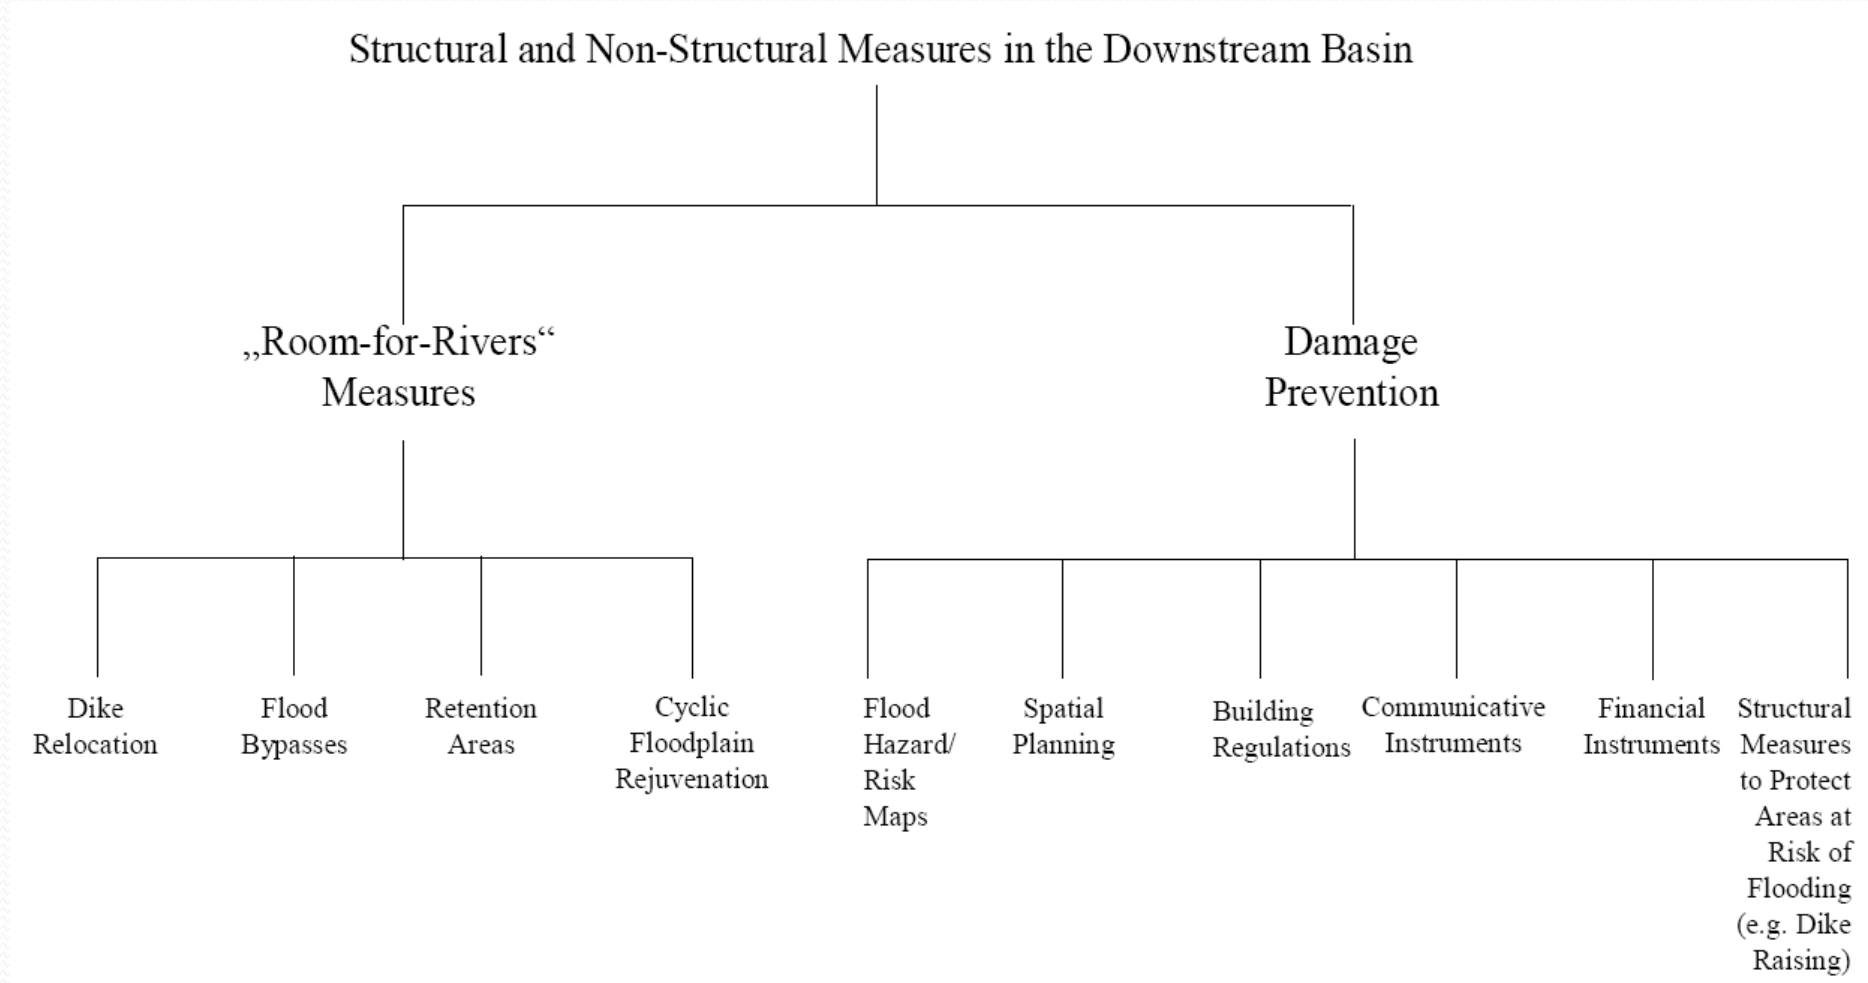 Structural and Non-Structural Measures in the Downstream Basin
„Room-for-Rivers“
Measures
Damage
Prevention
Dike
Relocation
Flood
Bypasses
Retention
Areas
Cyclic
Floodplain
Rejuvenation
Flood
Hazard/
Risk
Maps
Spatial
Planning
Building
Regulations
Communicative
Instruments
Financial
Instruments
Structural
Measures
to Protect
Areas at
Risk of
Flooding
(e.g. Dike
Raising)